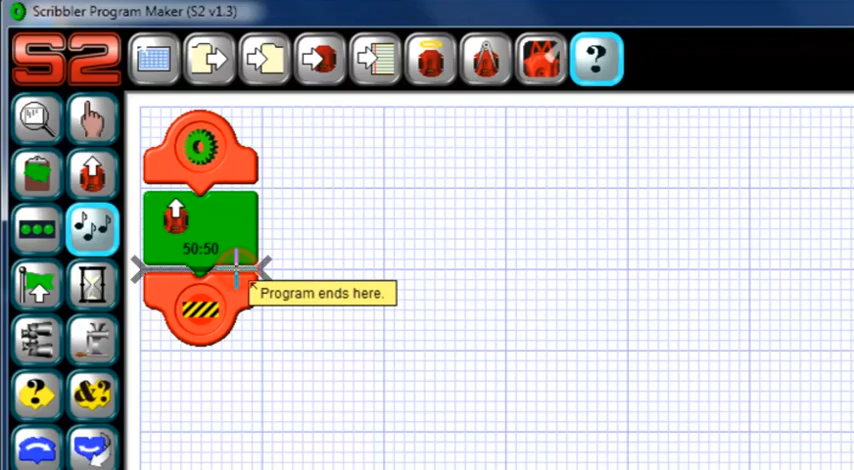 Scribbler Program Maker (S2 v1.3)
S2
?
50:50
Program ends here.
?
&?